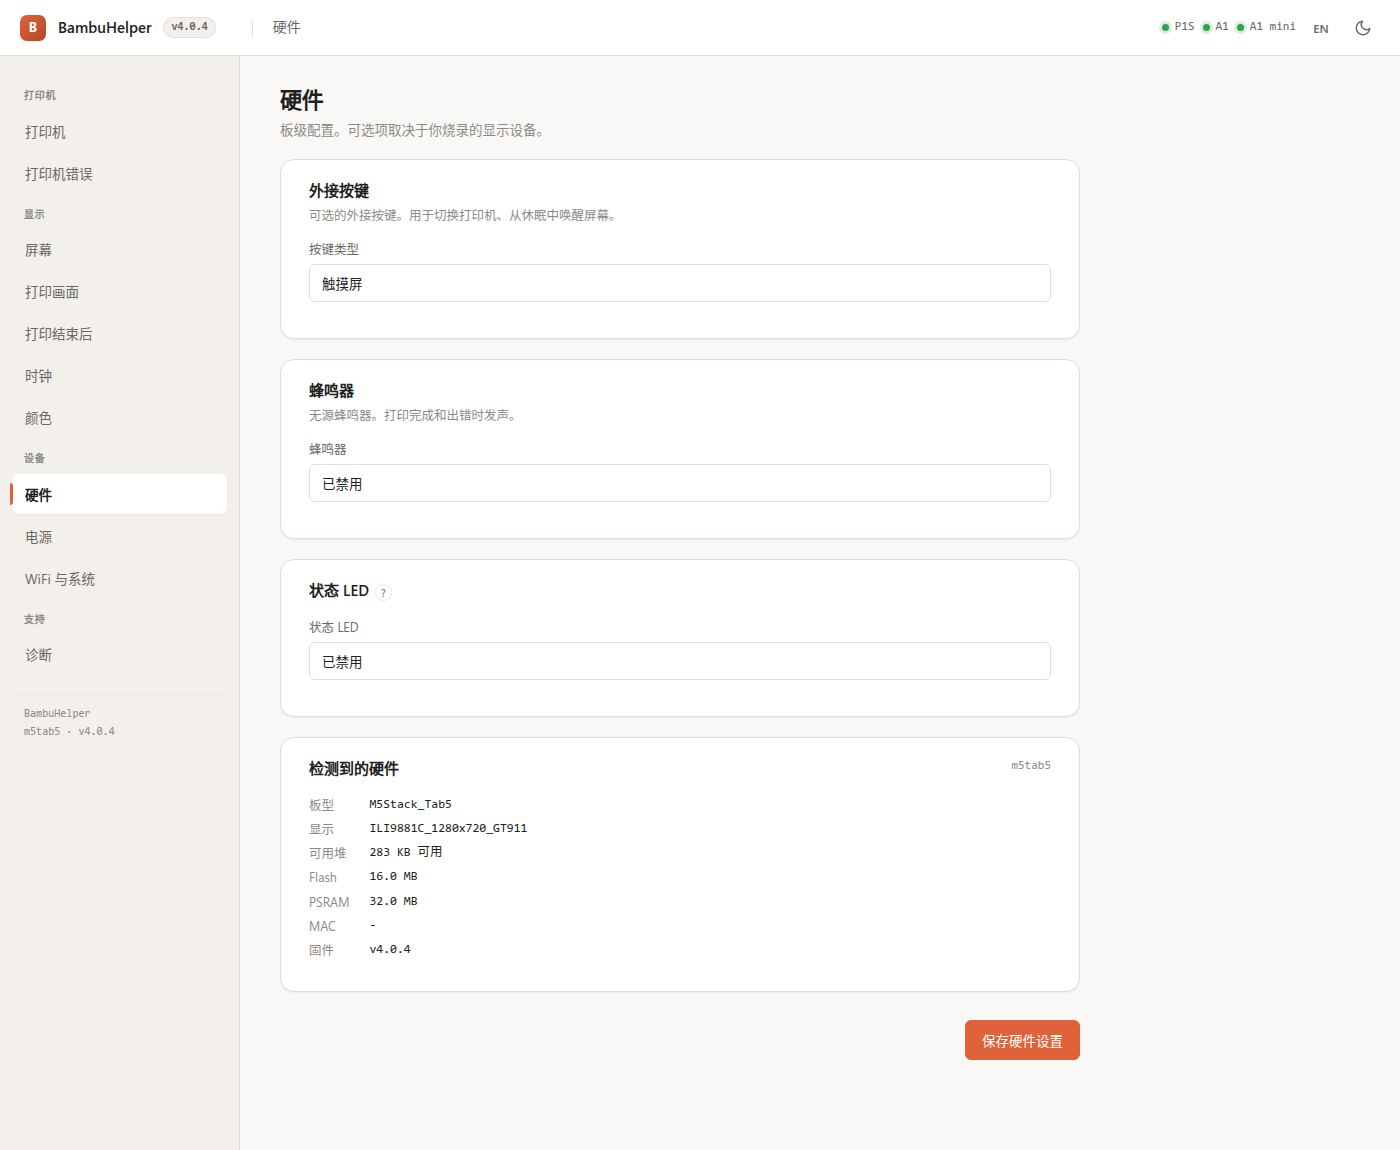 B BambuHelper v4.0.4 硬件 P1S A1 A1 mini EN
打印机
打印机
打印机错误
显示
屏幕
打印画面
打印结束后
时钟
颜色
设备
硬件
电源
WiFi 与系统
支持
诊断
BambuHelper
m5tab5 · v4.0.4
硬件
板级配置。可选项取决于你烧录的显示设备。
外接按键
可选的外接按键。用于切换打印机、从休眠中唤醒屏幕。
按键类型
触摸屏
蜂鸣器
无源蜂鸣器。打印完成和出错时发声。
蜂鸣器
已禁用
状态 LED ?
状态 LED
已禁用
检测到的硬件 m5tab5
板型 M5Stack_Tab5
显示 ILI9881C_1280x720_GT911
可用堆 283 KB 可用
Flash 16.0 MB
PSRAM 32.0 MB
MAC -
固件 v4.0.4
保存硬件设置